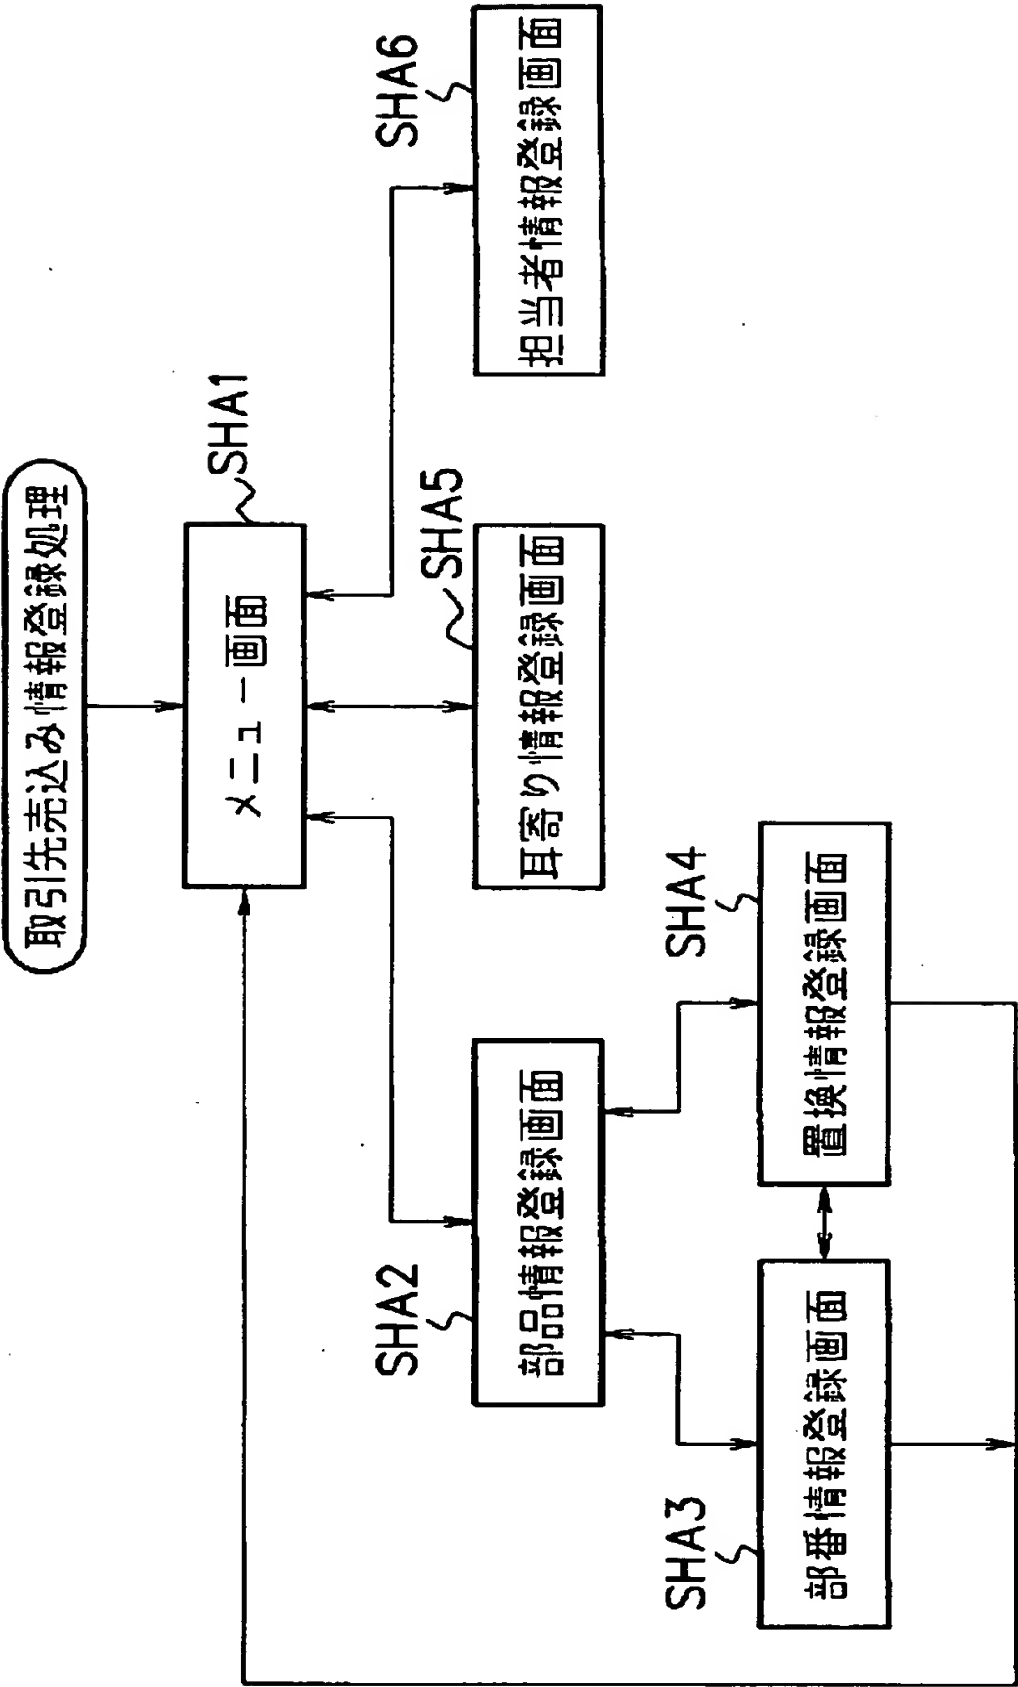 取引先売込み情報登録処理
SHA1
メニュー画面
SHA2
部品情報登録画面
SHA5
耳寄り情報登録画面
SHA6
担当者情報登録画面
SHA3
部番情報登録画面
SHA4
置換情報登録画面